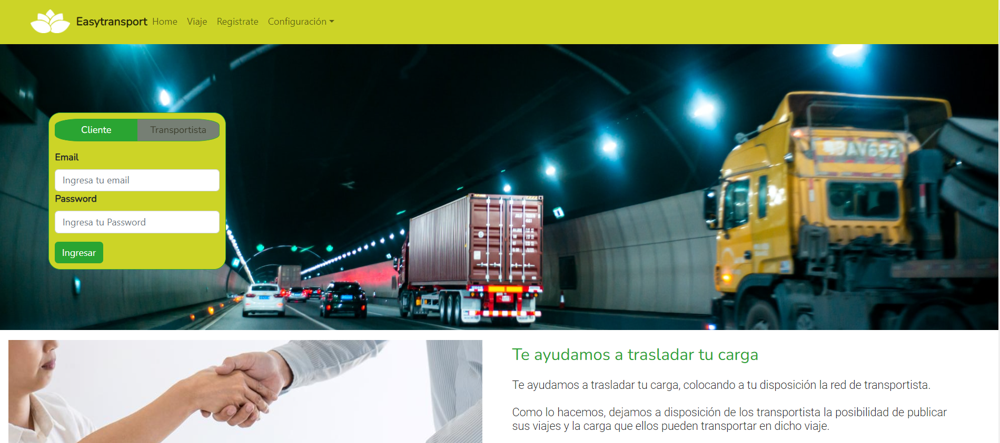 Easytransport Home Viaje Registrate Configuración
Cliente Transportista
Email
Ingresa tu email
Password
Ingresa tu Password
Ingresar
Te ayudamos a trasladar tu carga
Te ayudamos a trasladar tu carga, colocando a tu disposición la red de transportista.
Como lo hacemos, dejamos a disposición de los transportista la posibilidad de publicar
sus viajes y la carga que ellos pueden transportar en dicho viaje.